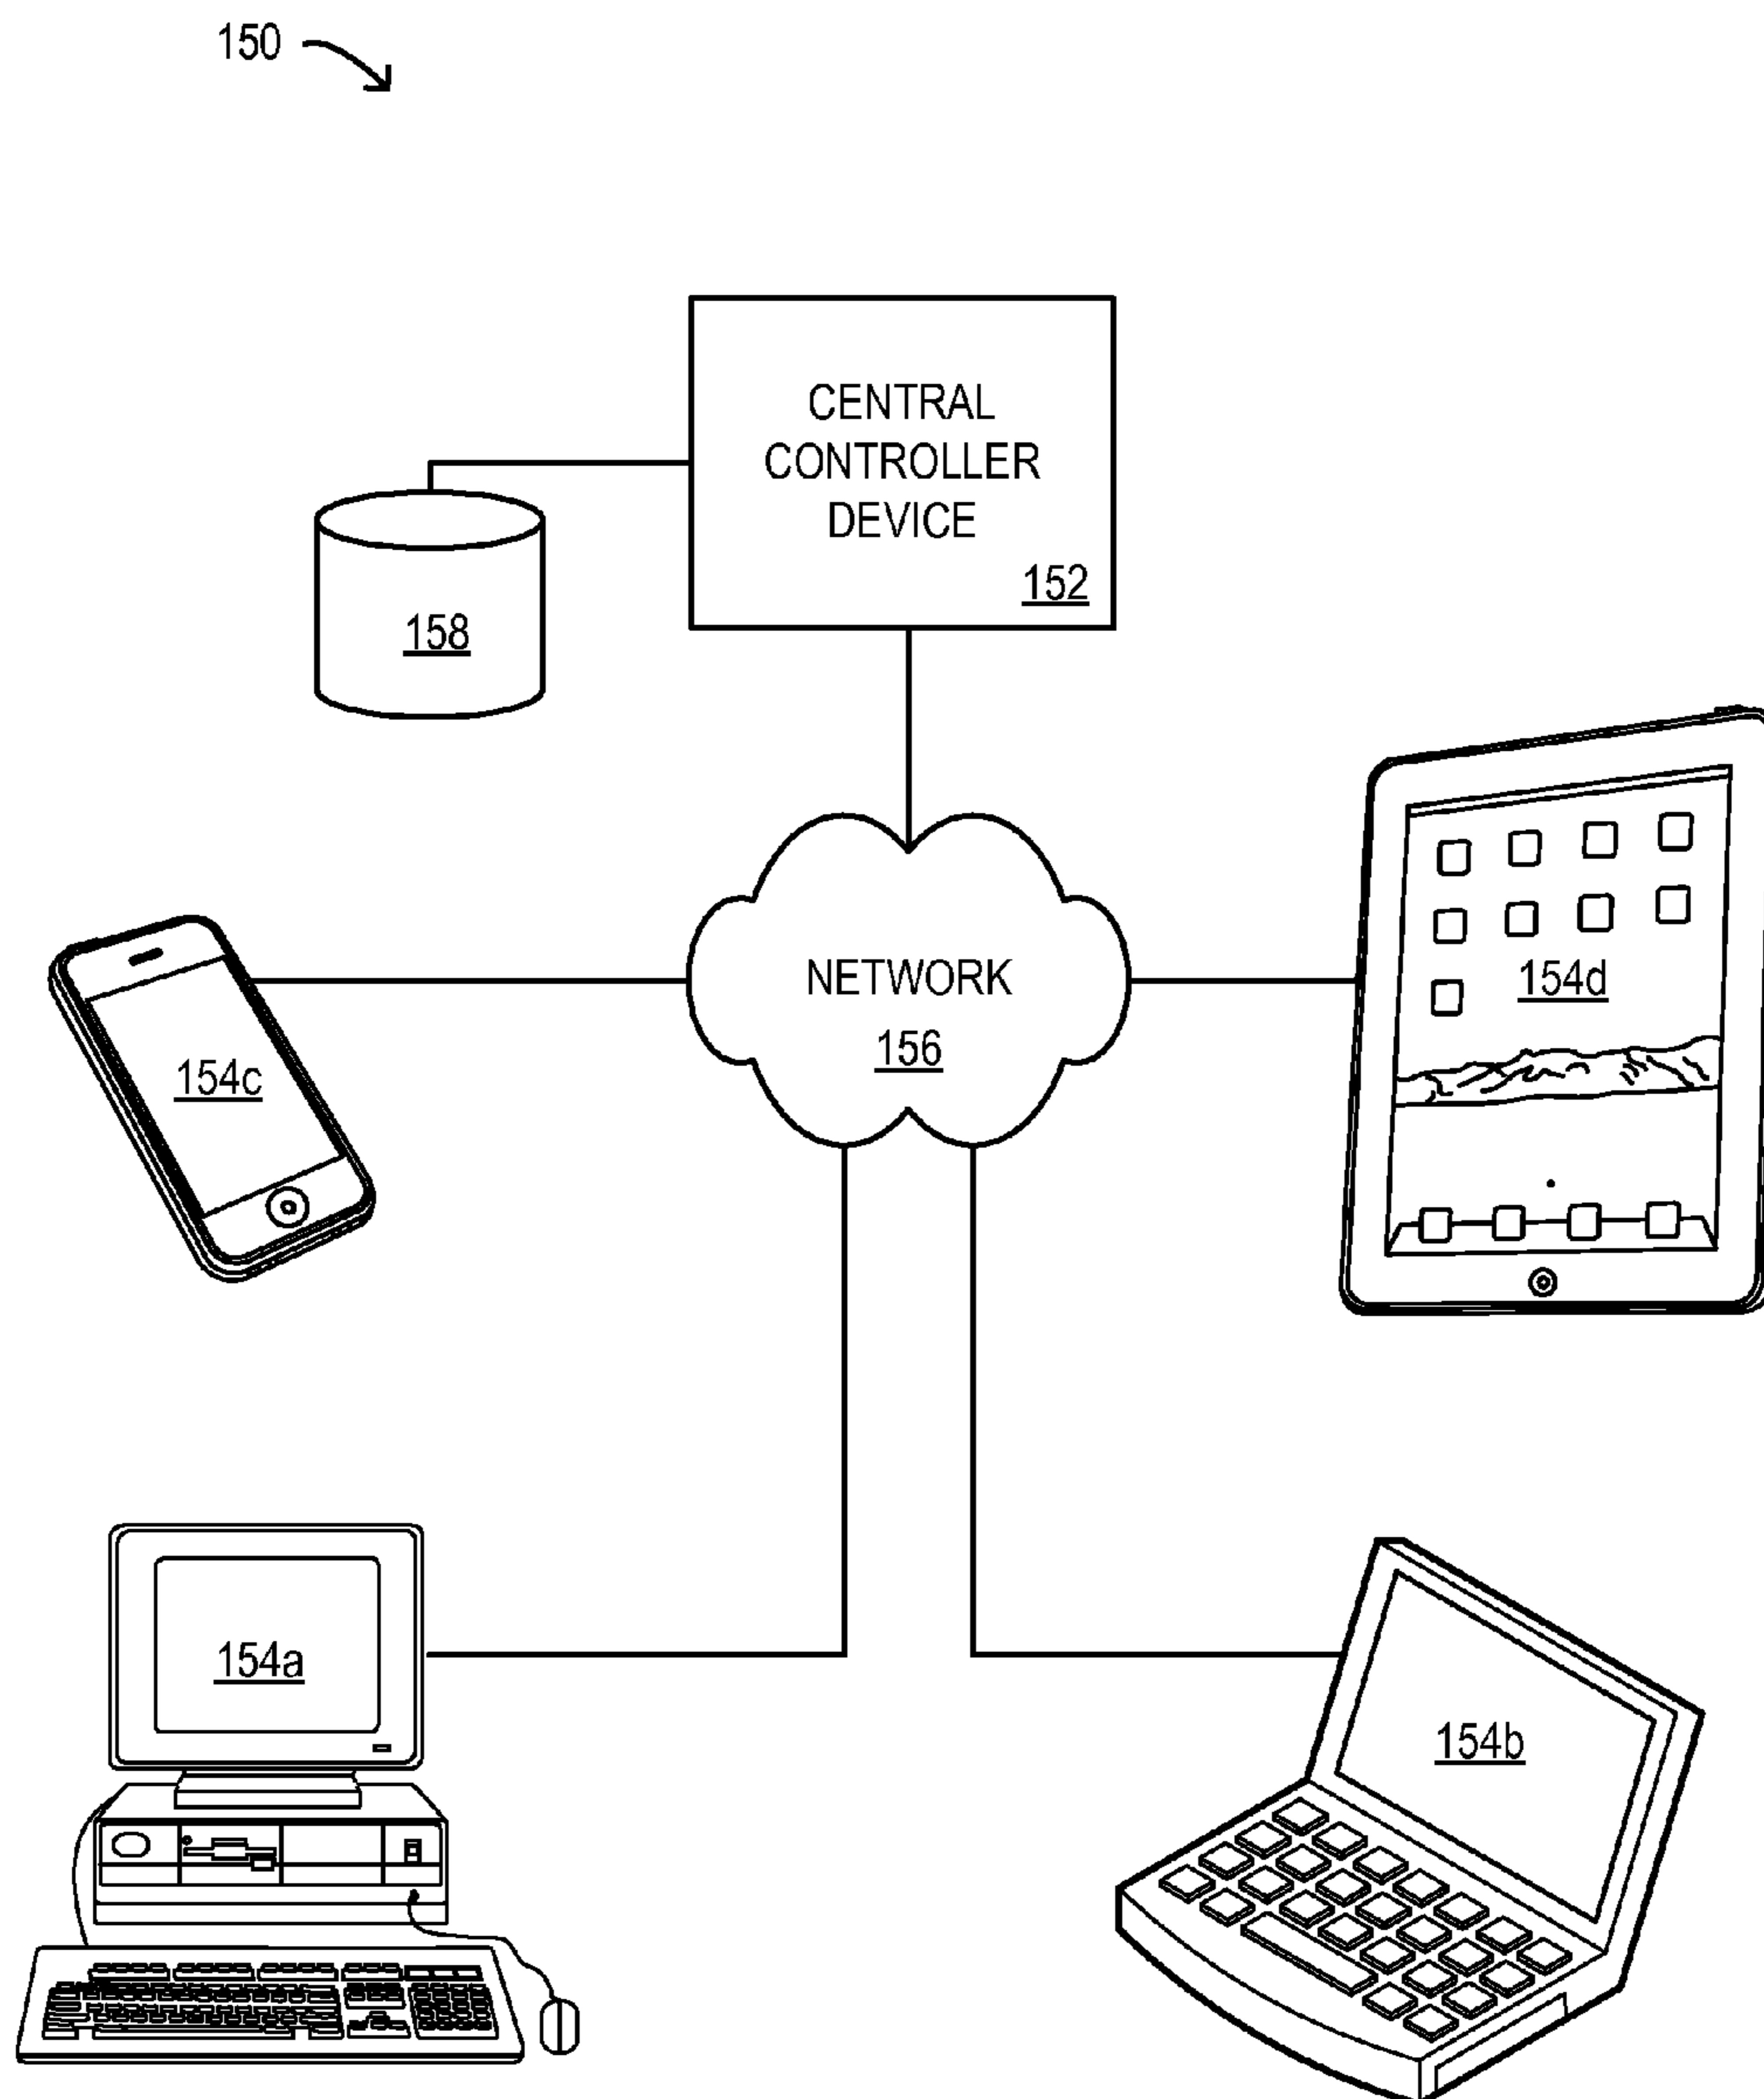 150
CENTRAL
CONTROLLER
DEVICE
152
158
NETWORK
156
154c
154d
154a
154b